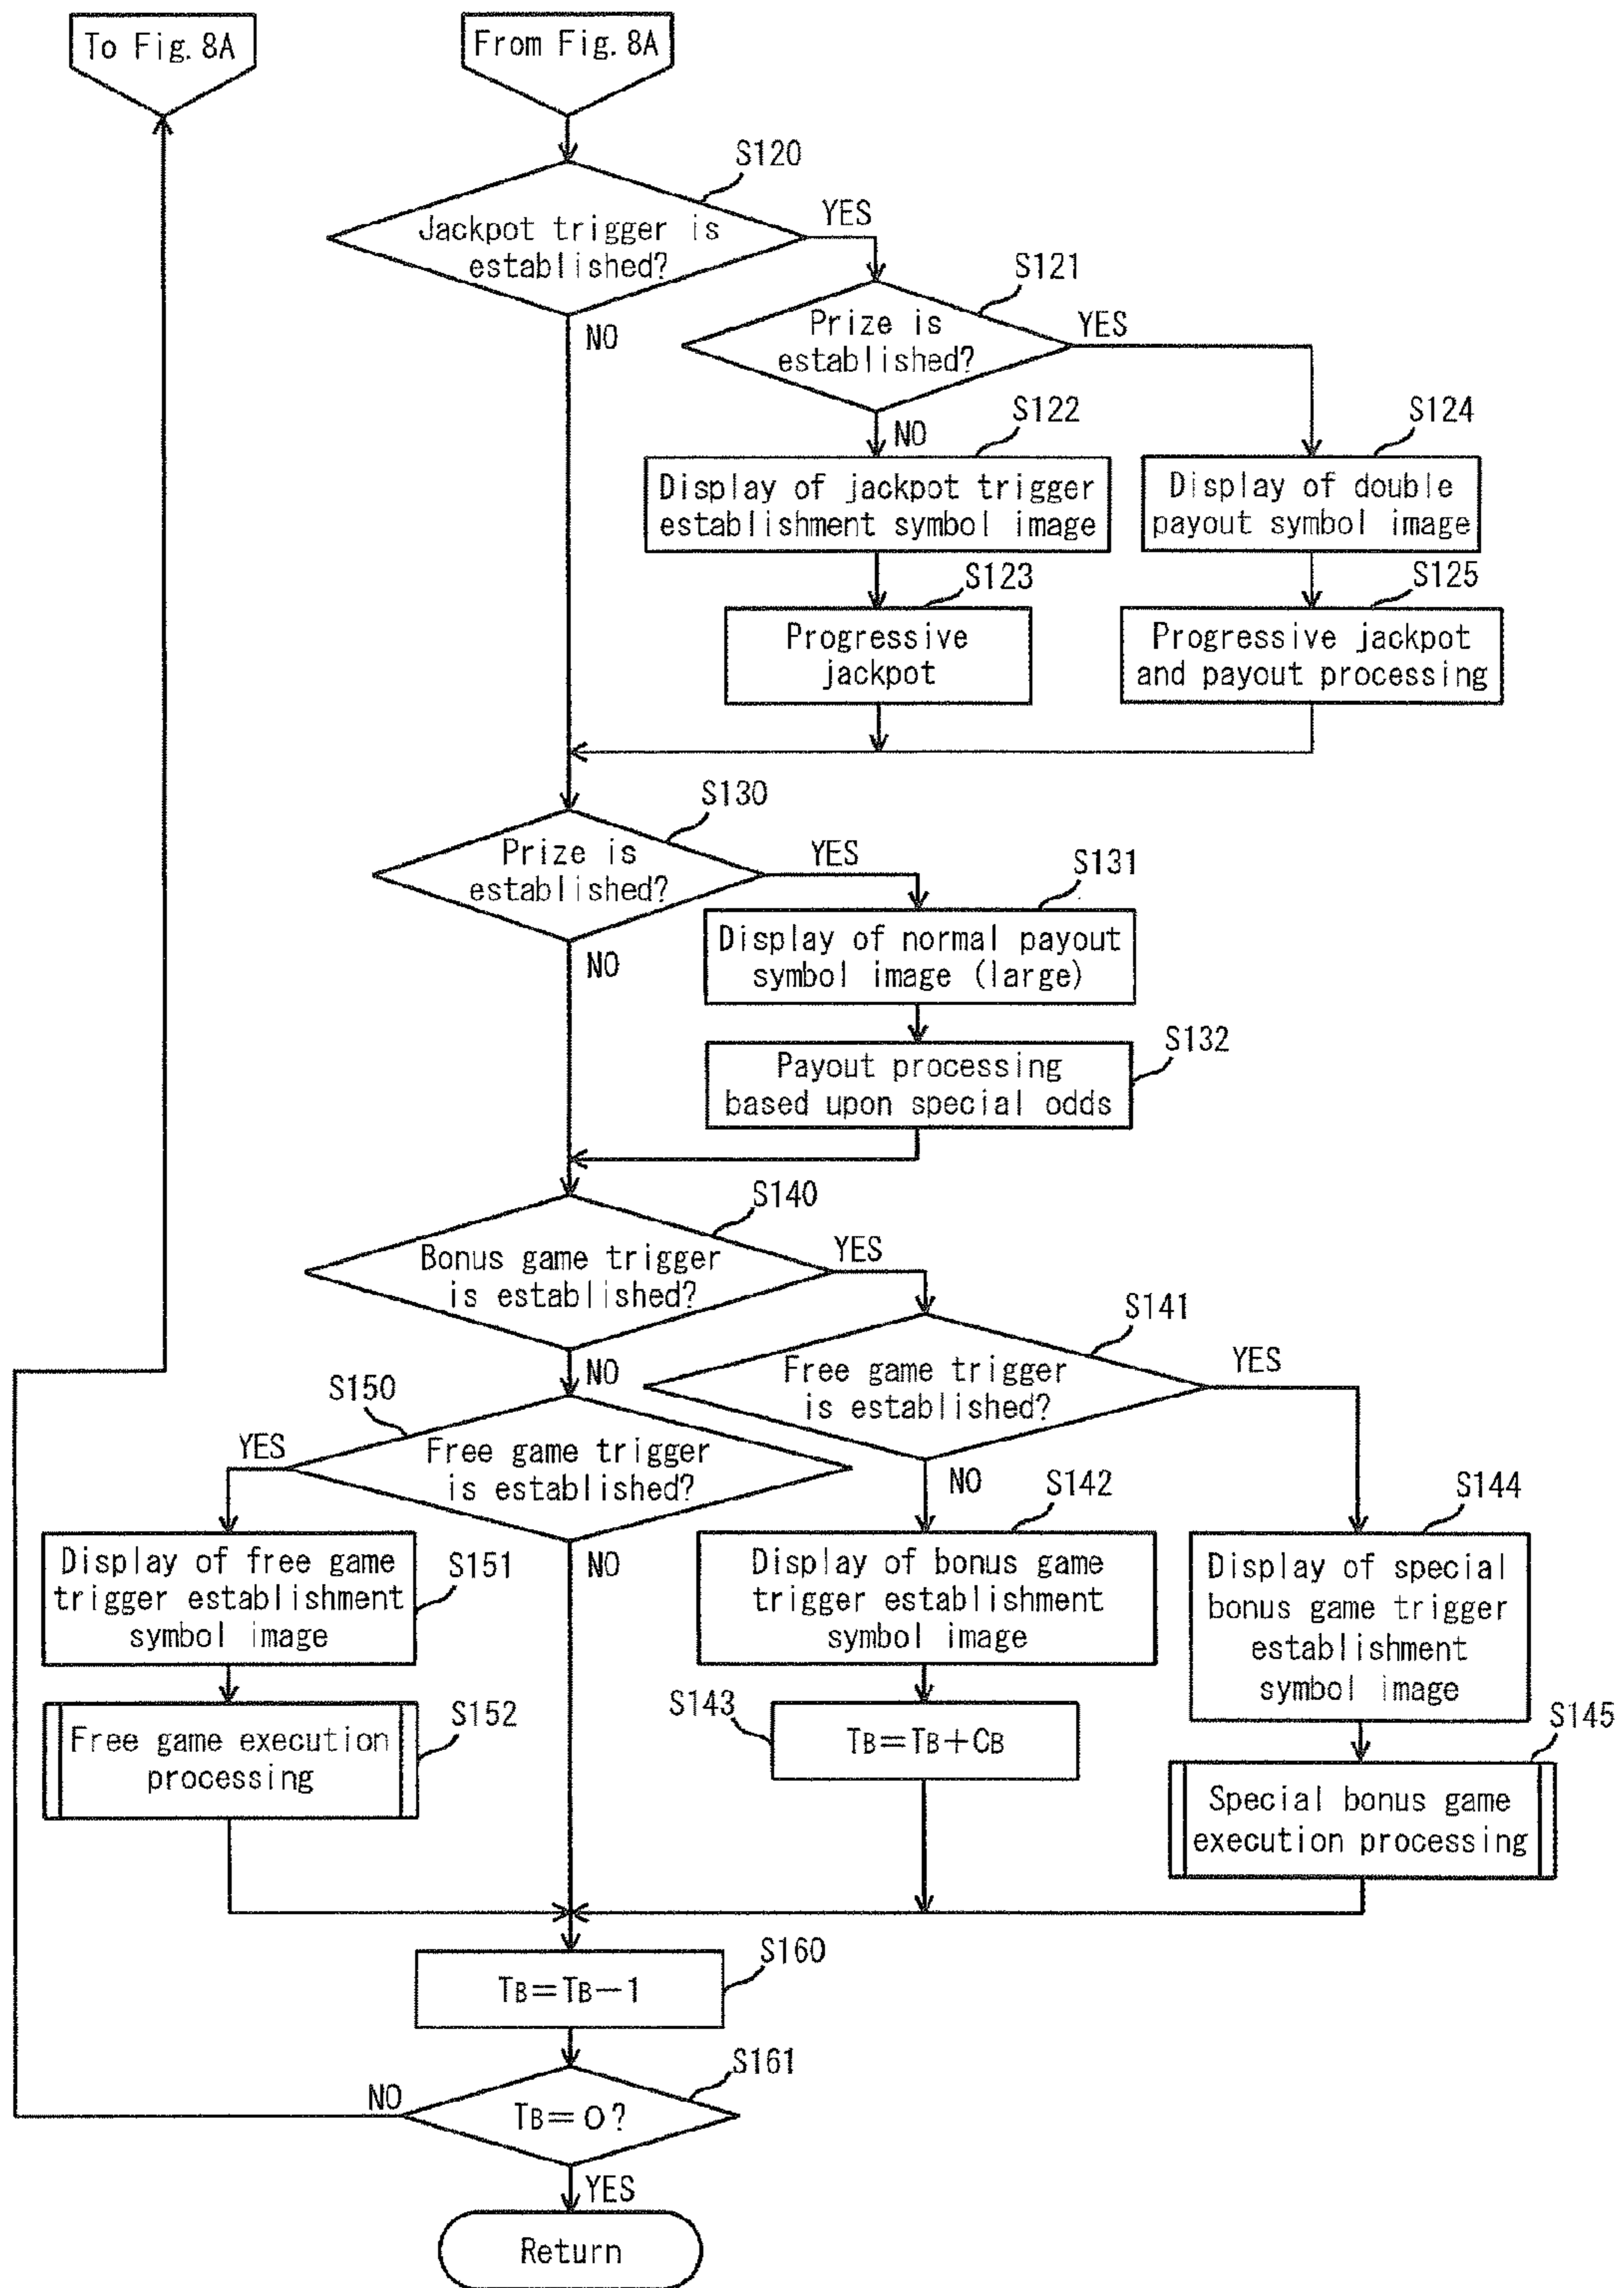 To Fig. 8A
From Fig. 8A
S120
Jackpot trigger is
established?
YES
NO
S121
Prize is
established?
YES
NO
S122
Display of jackpot trigger
establishment symbol image
S124
Display of double
payout symbol image
S123
Progressive
jackpot
S125
Progressive jackpot
and payout processing
S130
Prize is
established?
YES
NO
S131
Display of normal payout
symbol image (large)
S132
Payout processing
based upon special odds
S140
Bonus game trigger
is established?
YES
NO
S141
Free game trigger
is established?
YES
NO
S150
Free game trigger
is established?
YES
NO
S151
Display of free game
trigger establishment
symbol image
S142
Display of bonus game
trigger establishment
symbol image
S144
Display of special
bonus game trigger
establishment
symbol image
S152
Free game execution
processing
S143
TB=TB+CB
S145
Special bonus game
execution processing
S160
TB=TB−1
S161
TB=0?
NO
YES
Return